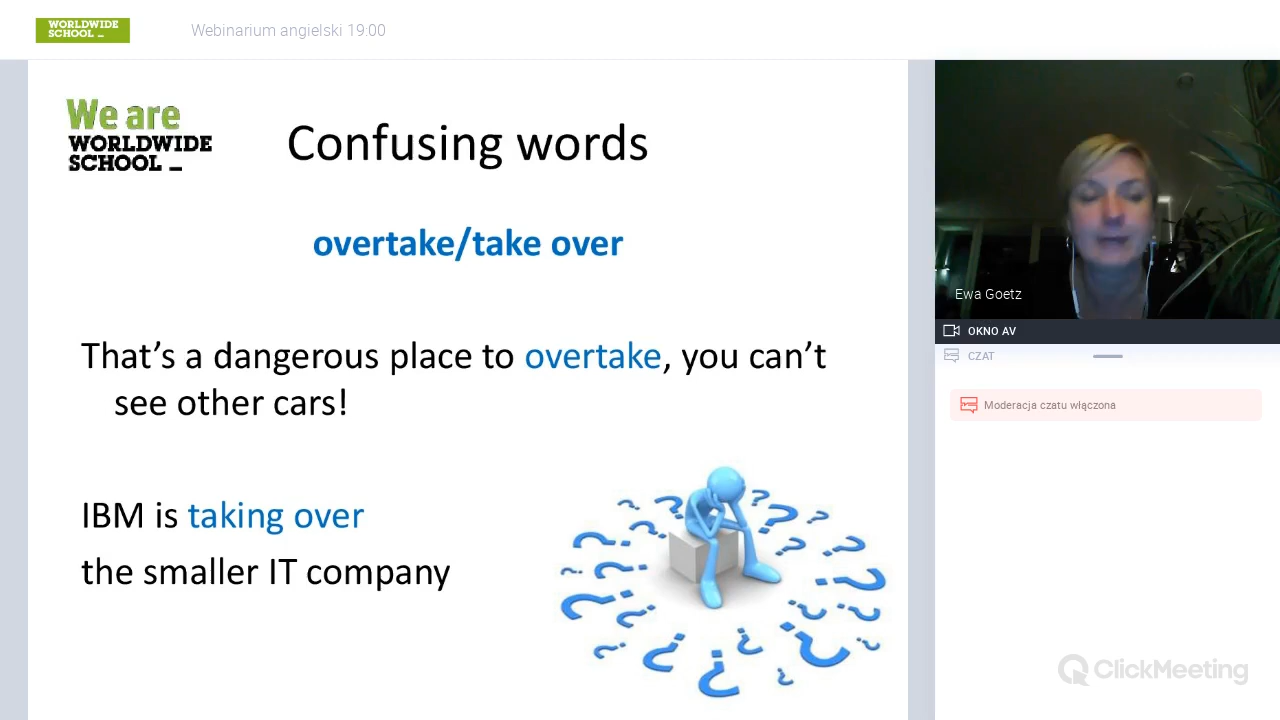 WORLDWIDE
SCHOOL _
Webinarium angielski 19:00
We are
WORLDWIDE
SCHOOL _
Confusing words
overtake/take over
That’s a dangerous place to overtake, you can’t
see other cars!
IBM is taking over
the smaller IT company
Ewa Goetz
OKNO AV
CZAT
Moderacja czatu włączona
ClickMeeting